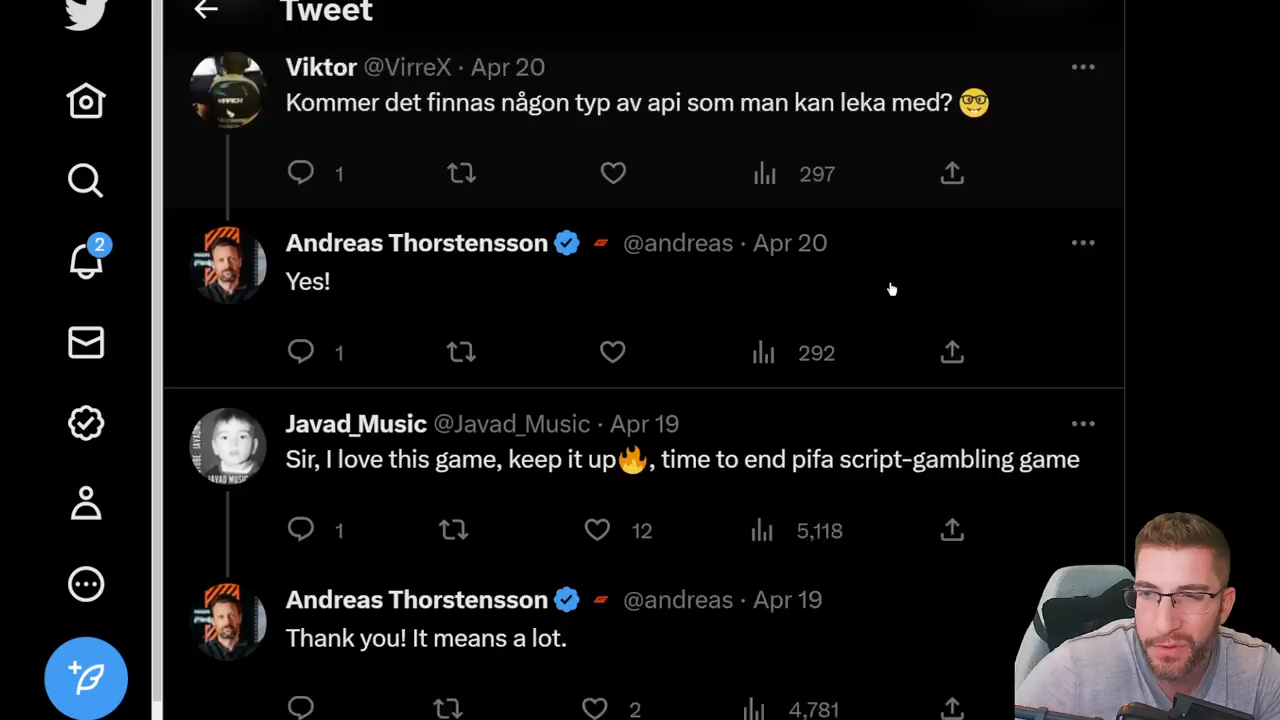 Tweet
Viktor @VirreX · Apr 20
Kommer det finnas någon typ av api som man kan leka med? 🤓
1 297
2
Andreas Thorstensson @andreas · Apr 20
Yes!
1 292
Javad_Music @Javad_Music · Apr 19
Sir, I love this game, keep it up🔥, time to end pifa script-gambling game
1 12 5,118
Andreas Thorstensson @andreas · Apr 19
Thank you! It means a lot.
2 4,781